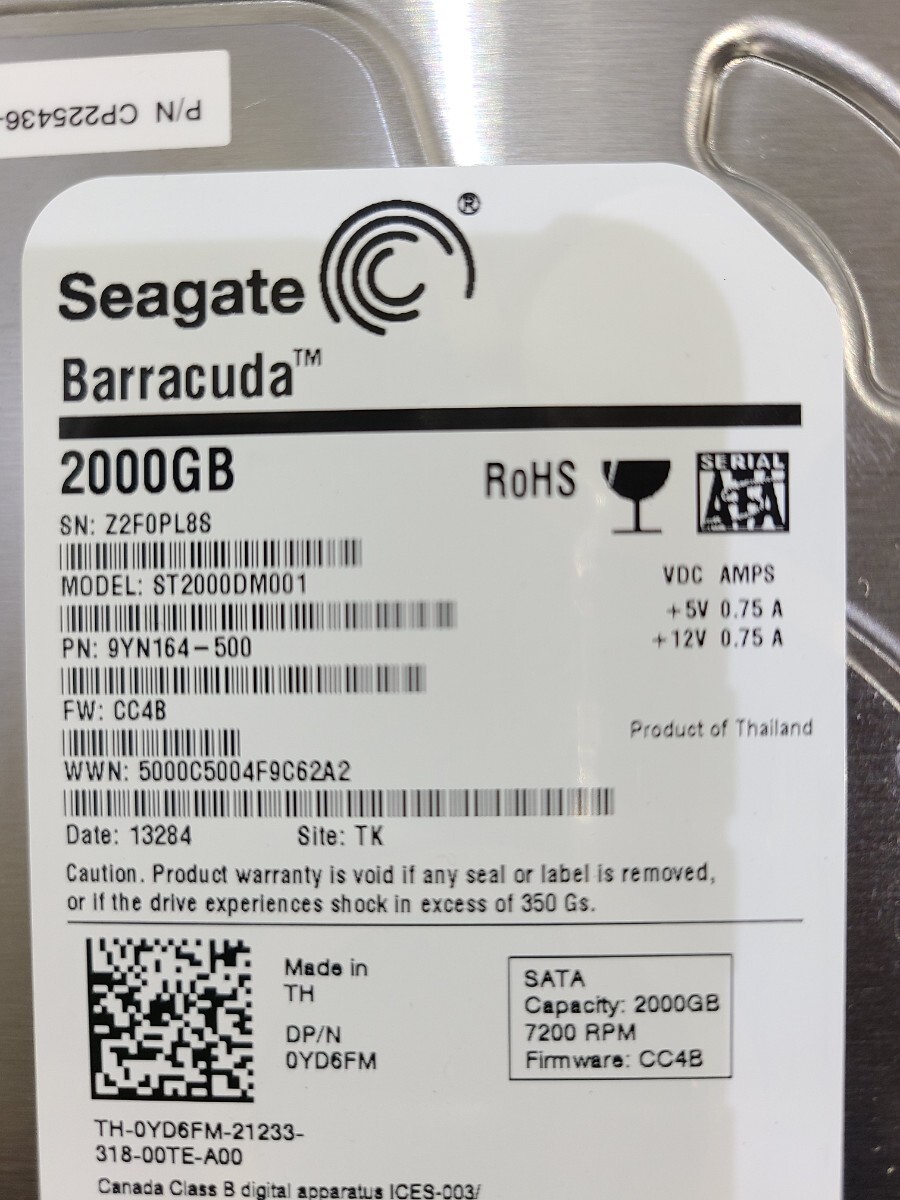 P/N CP225436-
Seagate®
Barracuda™
2000GB
RoHS
SERIAL
ATA
SN: Z2F0PL8S
MODEL: ST2000DM001
VDC AMPS
+5V 0.75 A
+12V 0.75 A
PN: 9YN164-500
FW: CC4B
Product of Thailand
WWN: 5000C5004F9C62A2
Date: 13284 Site: TK
Caution. Product warranty is void if any seal or label is removed,
or if the drive experiences shock in excess of 350 Gs.
Made in
TH
DP/N
0YD6FM
SATA
Capacity: 2000GB
7200 RPM
Firmware: CC4B
TH-0YD6FM-21233-
318-00TE-A00
Canada Class B digital apparatus ICES-003/